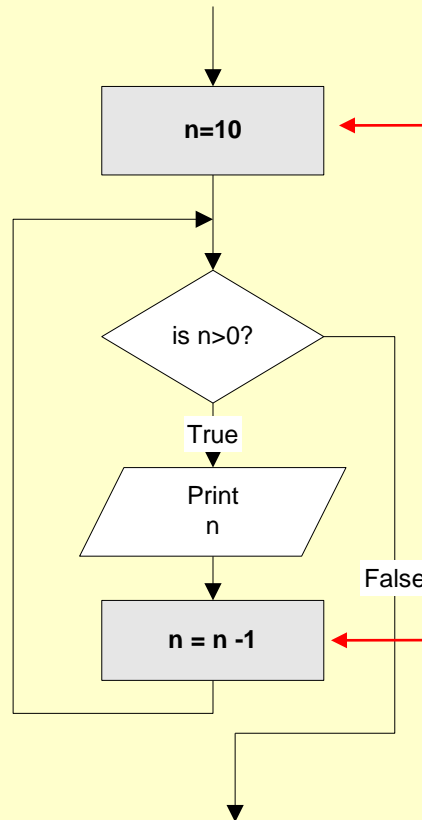 n=10
is n>0?
True
Print
n
False
n = n -1